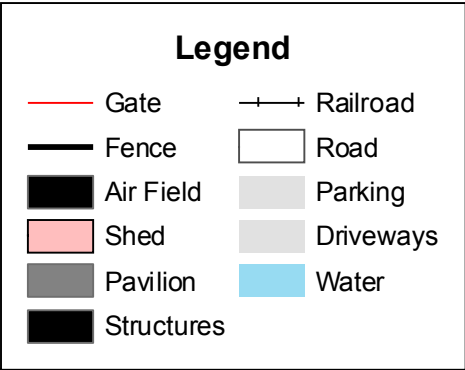 Legend
Gate
Fence
Air Field
Shed
Pavilion
Structures
Railroad
Road
Parking
Driveways
Water